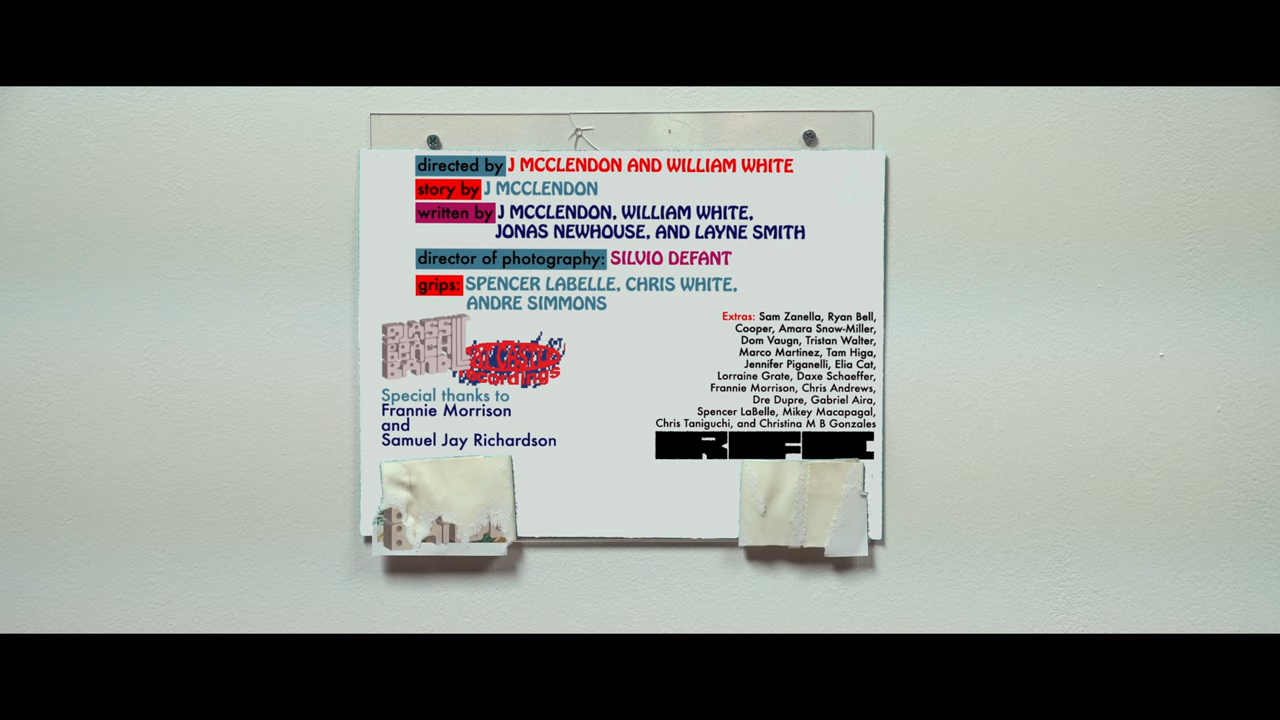 directed by J MCCLENDON AND WILLIAM WHITE
story by J MCCLENDON
written by J MCCLENDON, WILLIAM WHITE,
JONAS NEWHOUSE, AND LAYNE SMITH
director of photography: SILVIO DEFANT
grips: SPENCER LABELLE, CHRIS WHITE,
ANDRE SIMMONS
recordings
Special thanks to
Frannie Morrison
and
Samuel Jay Richardson
Extras: Sam Zanella, Ryan Bell,
Cooper, Amara Snow-Miller,
Dom Vaughn, Tristan Walter,
Marco Martinez, Tam Higa,
Jennifer Piganelli, Elia Cat,
Lorraine Grate, Daxe Schaeffer,
Frannie Morrison, Chris Andrews,
Dre Dupre, Gabriel Aira,
Spencer LaBelle, Mikey Macapagal,
Chris Taniguchi, and Christina M B Gonzales